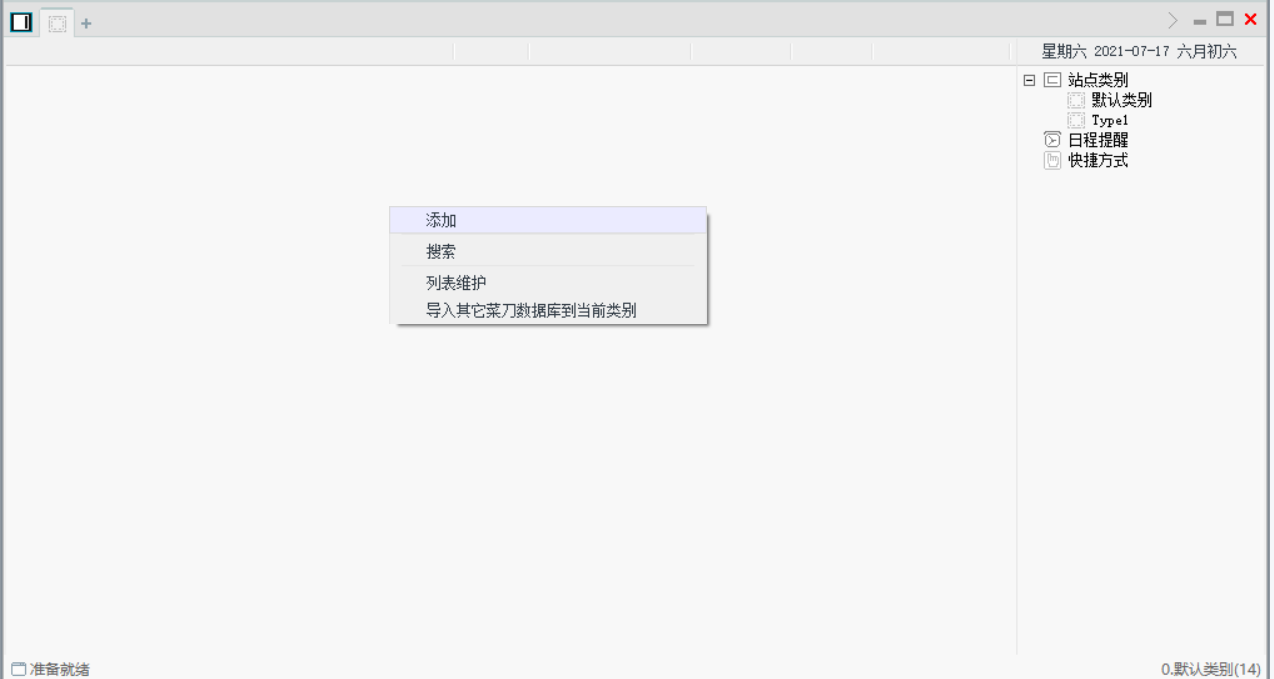 星期六 2021-07-17 六月初六
站点类别
默认类别
Type1
日程提醒
快捷方式
添加
搜索
列表维护
导入其它菜刀数据库到当前类别
准备就绪
0.默认类别(14)